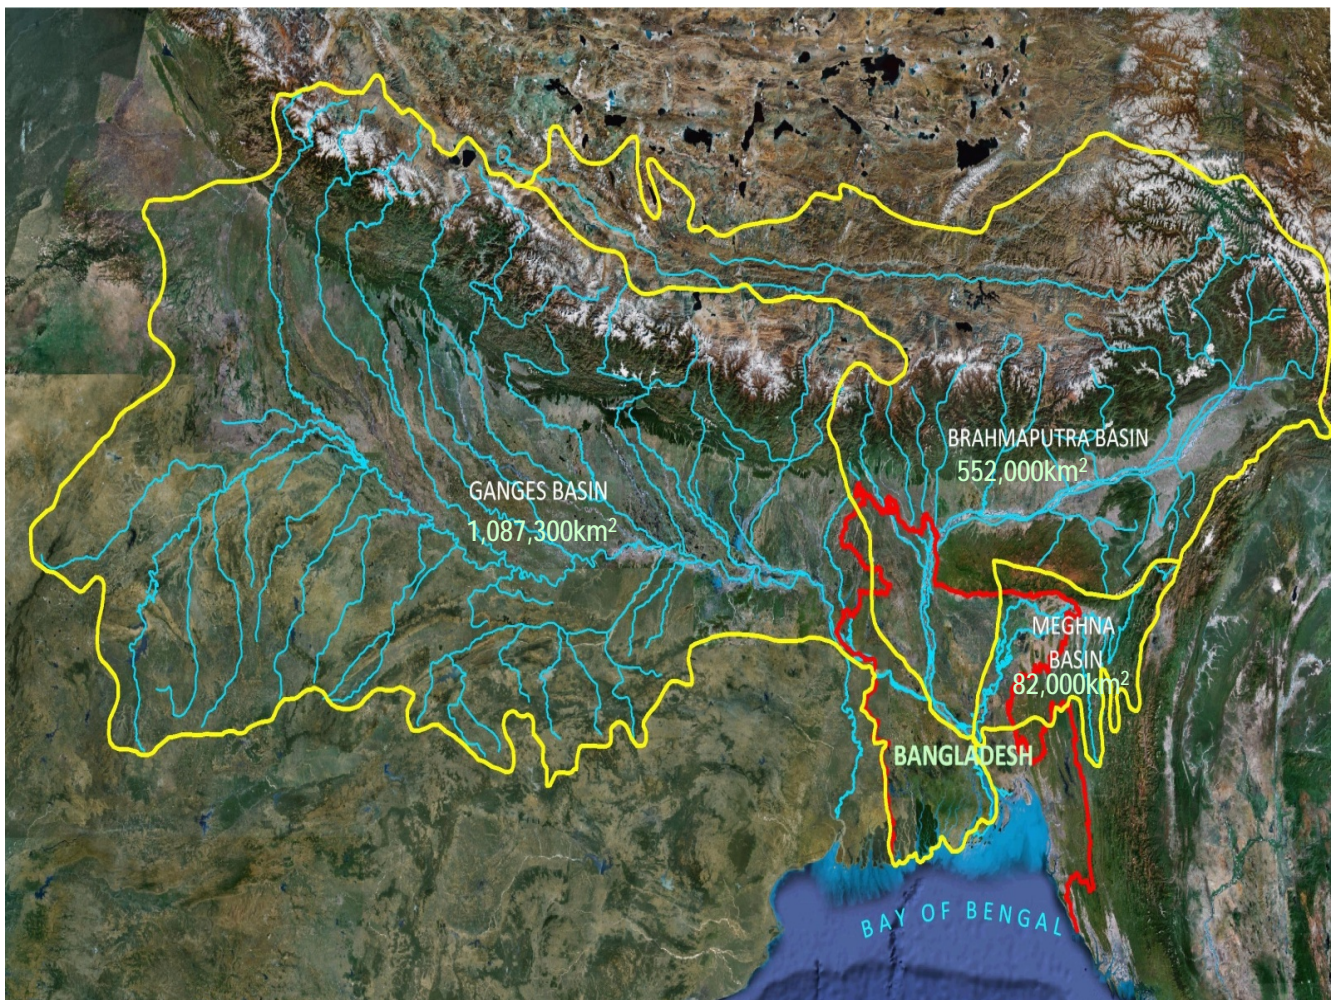 BRAHMAPUTRA BASIN
552,000km²
GANGES BASIN
1,087,300km²
MEGHNA
BASIN
82,000km²
BANGLADESH
BAY OF BENGAL